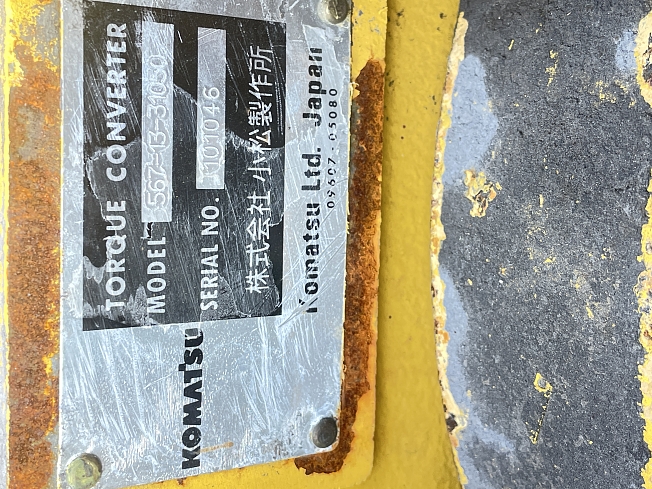 KOMATSU
TORQUE CONVERTER
MODEL 567-13-31050
SERIAL NO. 101046
株式会社 小松製作所
Komatsu Ltd. Japan
09607-05080